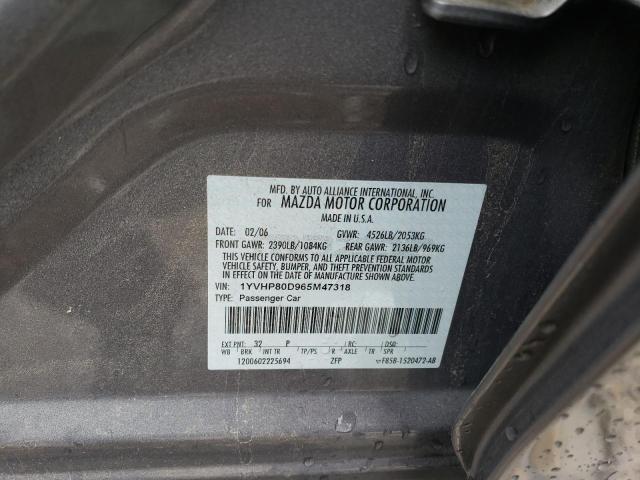 MFD. BY AUTO ALLIANCE INTERNATIONAL, INC.
FOR MAZDA MOTOR CORPORATION
MADE IN U.S.A.
02/06 GVWR: 4526LB/2053KG
FRONT GAWR: 2390LB/1084KG REAR GAWR: 2136LB/969KG
THIS VEHICLE CONFORMS TO ALL APPLICABLE FEDERAL MOTOR
VEHICLE SAFETY, BUMPER, AND THEFT PREVENTION STANDARDS
IN EFFECT ON THE DATE OF MANUFACTURE SHOWN ABOVE.
VIN: 1YVHP80D965M47318
TYPE: Passenger Car
EXT PNT: 32 P RC: DSO:
WB BRK INT TR TP/PS R AXLE TR SPR
1200602225694 ZFP F85B-1520472-AB